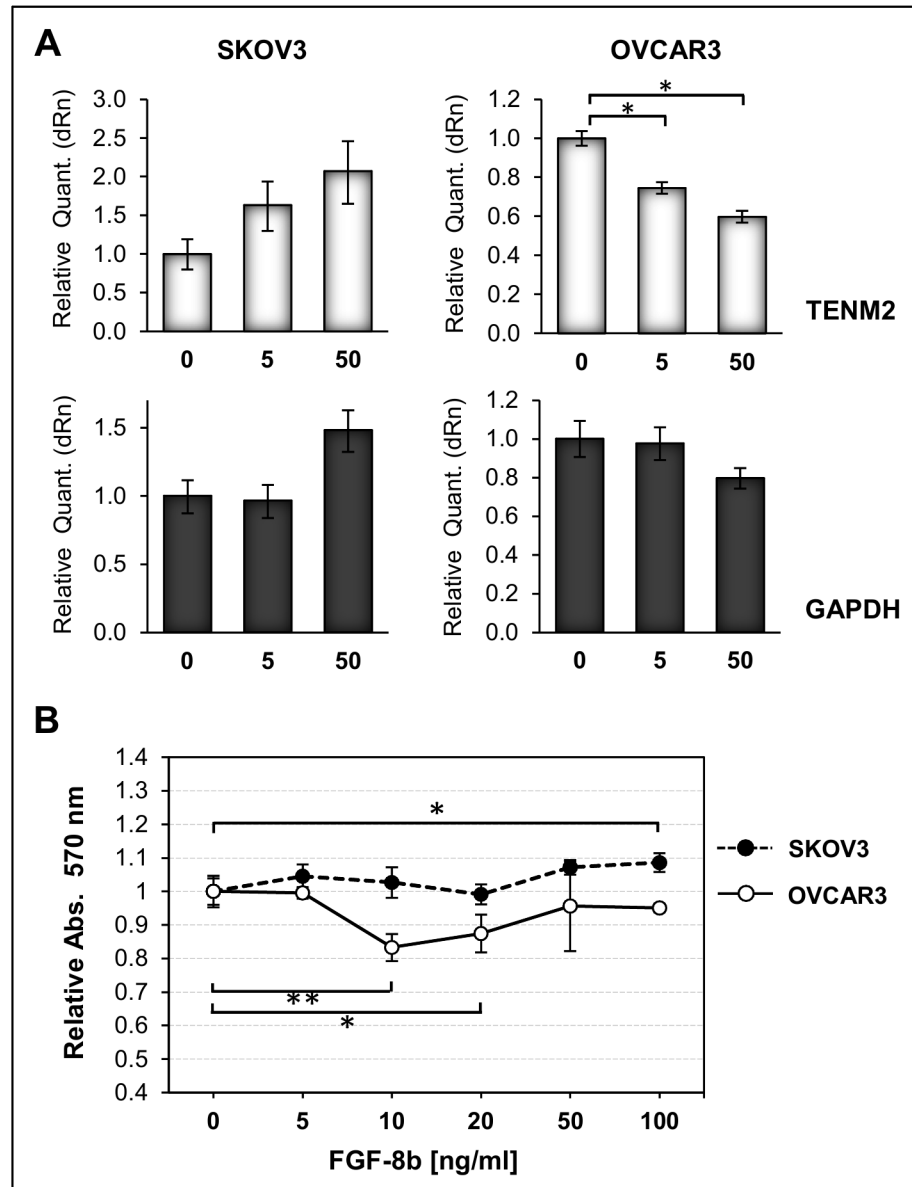 A
SKOV3
OVCAR3
Relative Quant. (dRn)
3.0
2.5
2.0
1.5
1.0
0.5
0.0
0 5 50
Relative Quant. (dRn)
1.2
1.0
0.8
0.6
0.4
0.2
0.0
* 
*
0 5 50
TENM2
Relative Quant. (dRn)
1.5
1.0
0.5
0.0
0 5 50
Relative Quant. (dRn)
1.2
1.0
0.8
0.6
0.4
0.2
0.0
0 5 50
GAPDH
B
Relative Abs. 570 nm
1.4
1.3
1.2
1.1
1
0.9
0.8
0.7
0.6
0.5
0.4
*
**
*
0 5 10 20 50 100
FGF-8b [ng/ml]
SKOV3
OVCAR3